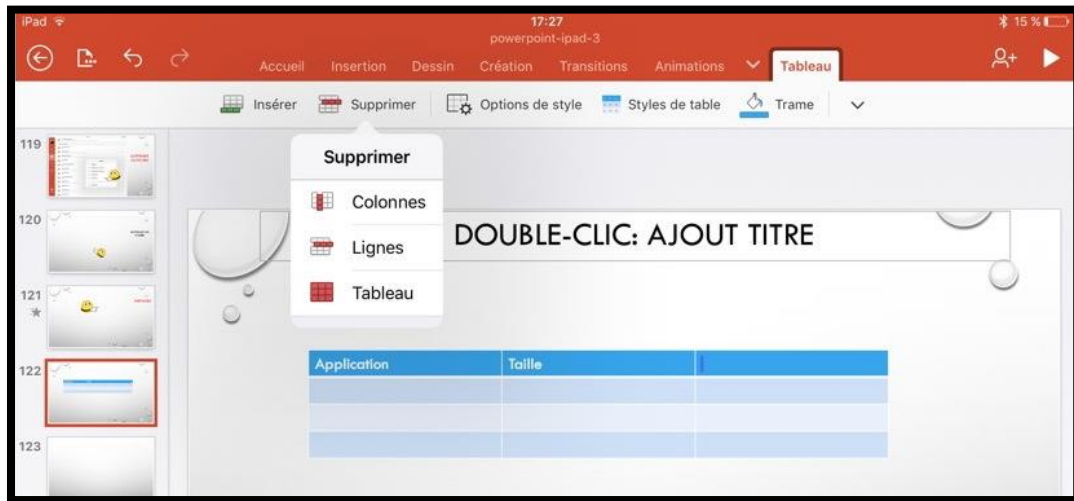 iPad 17:27 15 %
powerpoint-ipad-3
Accueil Insertion Dessin Création Transitions Animations Tableau
Insérer Supprimer Options de style Styles de table Trame
Supprimer
Colonnes
Lignes
Tableau
119
120
121
122
123
DOUBLE-CLIC: AJOUT TITRE
Application Taille